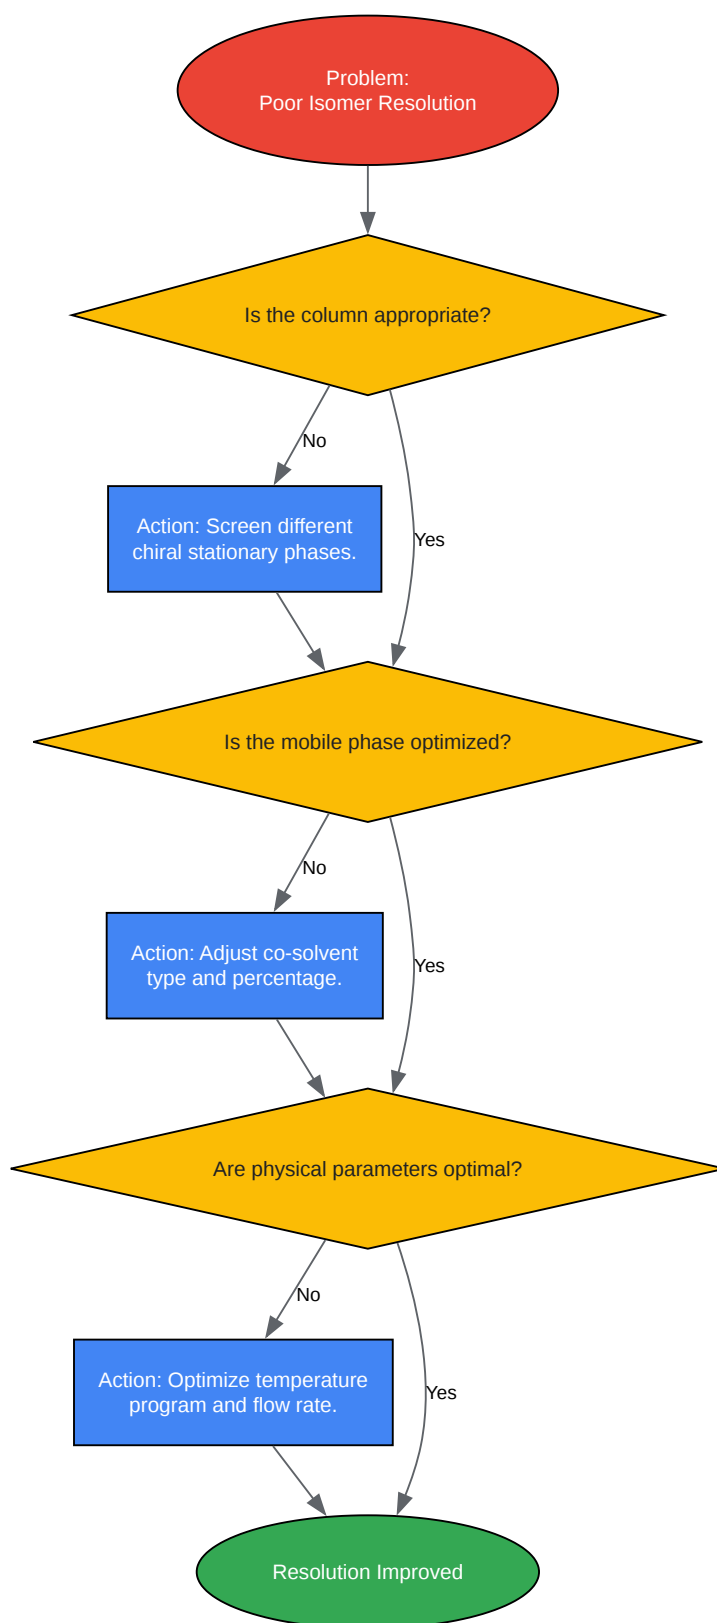 Problem:
Poor Isomer Resolution
Is the column appropriate?
No
Action: Screen different
chiral stationary phases.
Yes
Is the mobile phase optimized?
No
Action: Adjust co-solvent
type and percentage.
Yes
Are physical parameters optimal?
No
Action: Optimize temperature
program and flow rate.
Yes
Resolution Improved